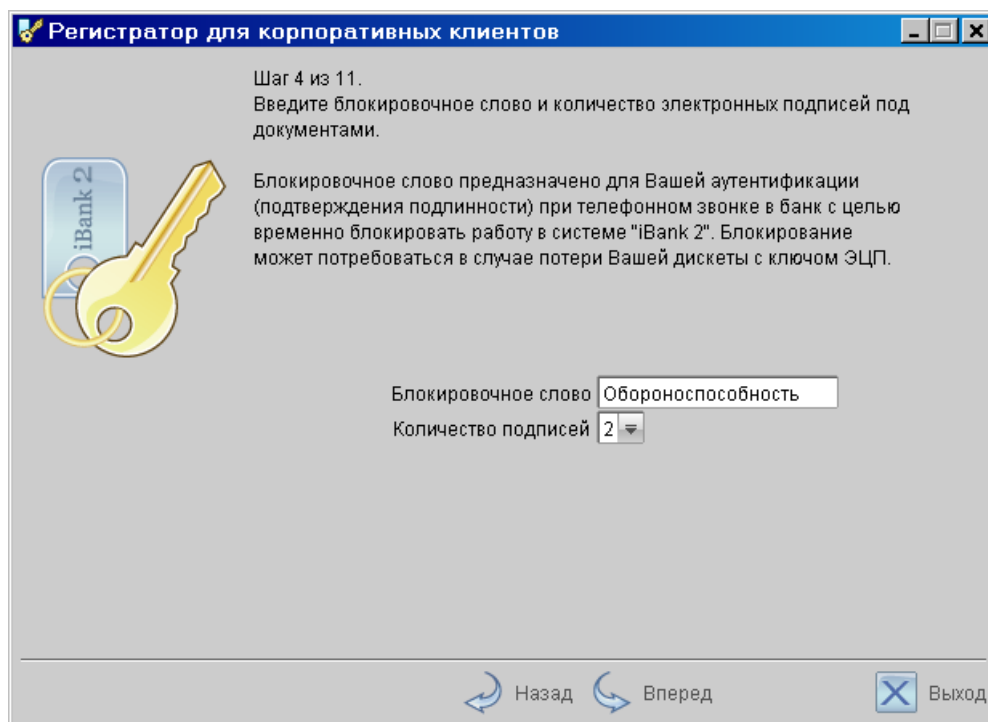 Регистратор для корпоративных клиентов
Шаг 4 из 11.
Введите блокировочное слово и количество электронных подписей под
документами.
iBank 2
Блокировочное слово предназначено для Вашей аутентификации
(подтверждения подлинности) при телефонном звонке в банк с целью
временно блокировать работу в системе "iBank 2". Блокирование
может потребоваться в случае потери Вашей дискеты с ключом ЭЦП.
Блокировочное слово Обороноспособность
Количество подписей 2
Назад Вперед Выход